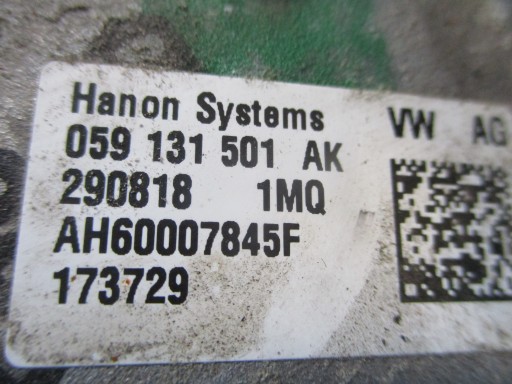 Hanon Systems VW AG
059 131 501 AK
290818 1MQ
AH60007845F
173729